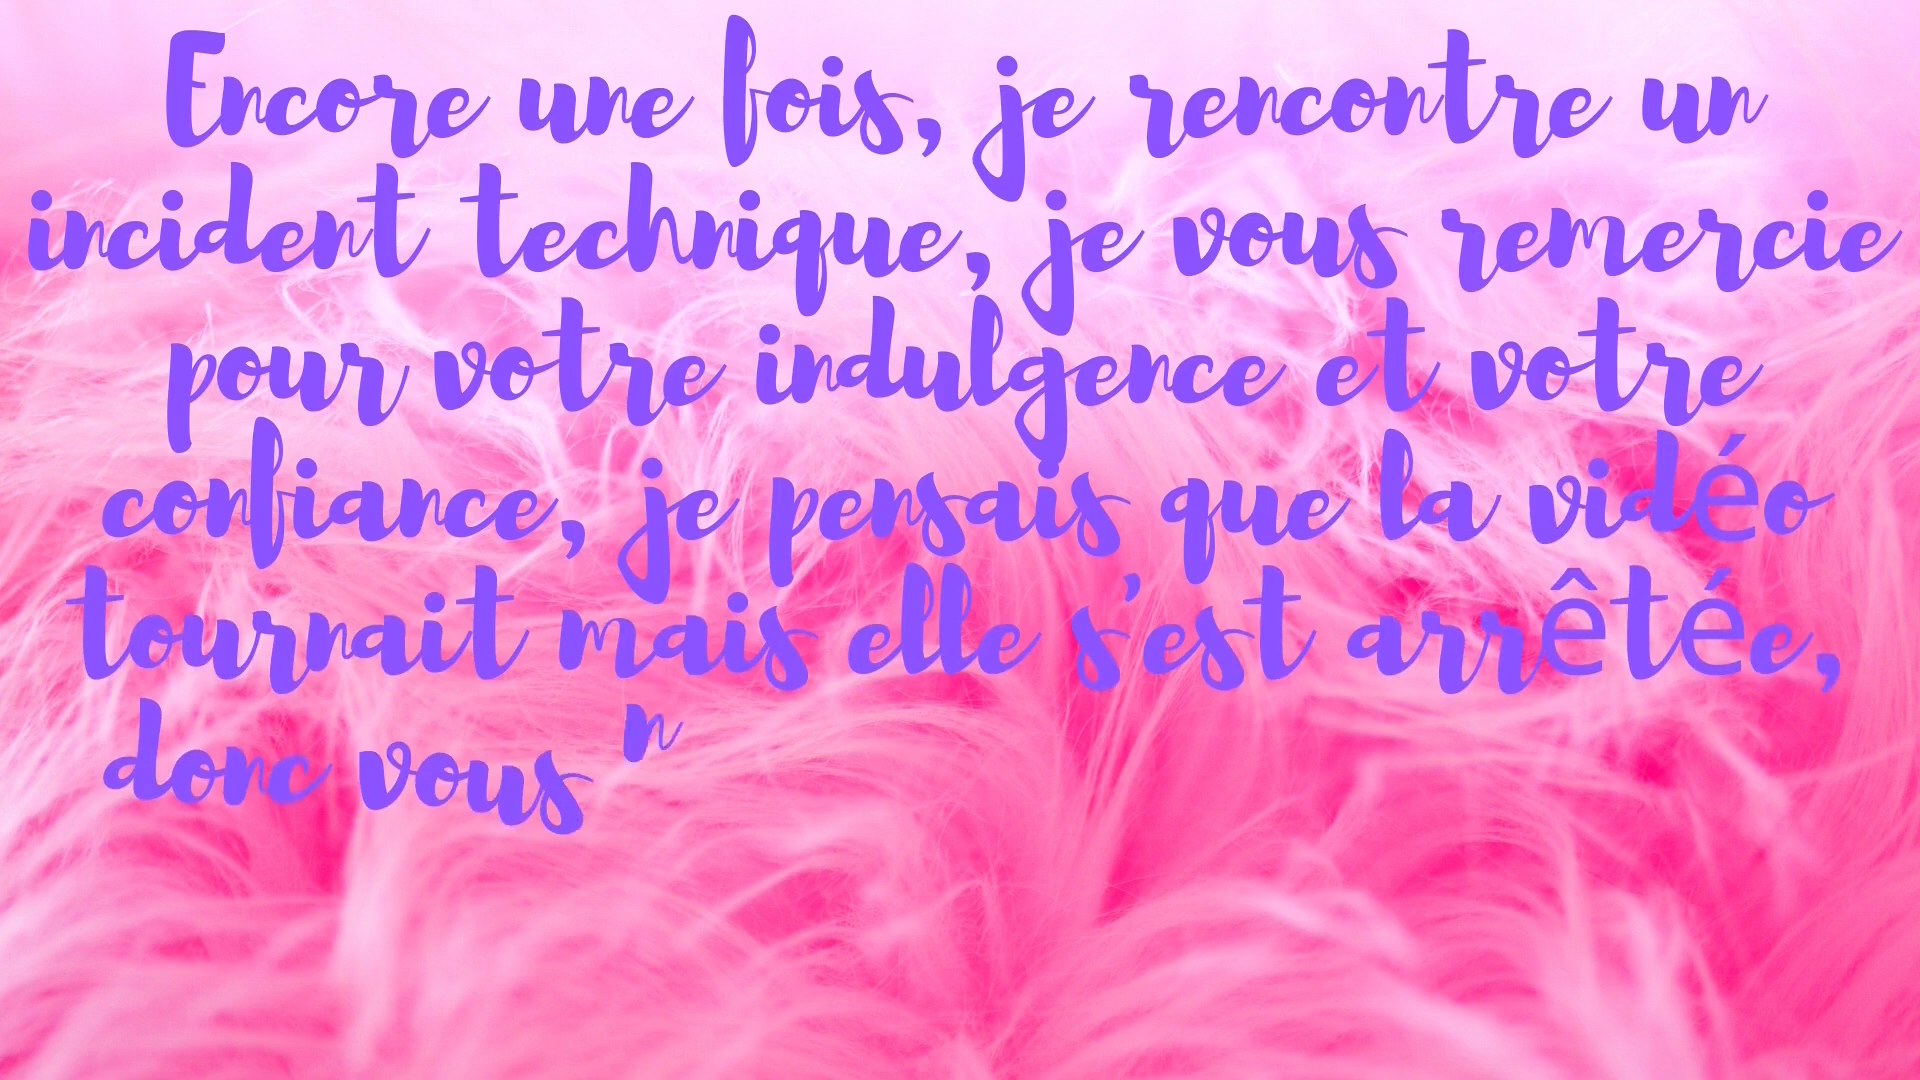 Encore une fois, je rencontre un
incident technique, je vous remercie
pour votre indulgence et votre
confiance, je pensais que la vidéo
tournait mais elle s'est arrêtée,
donc vous n